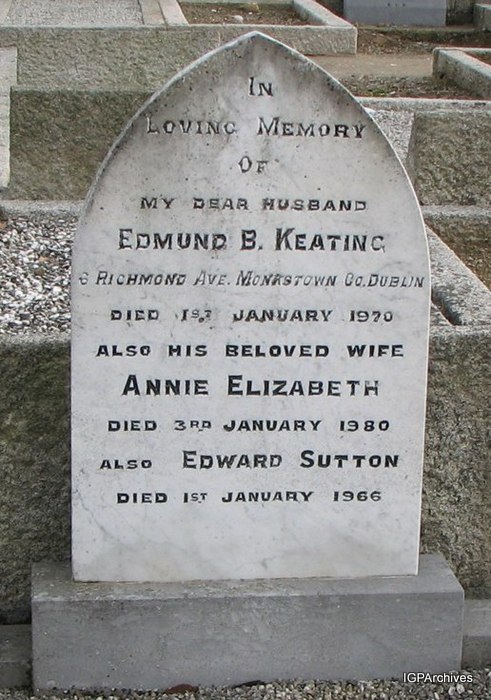 IN
LOVING MEMORY
OF
MY DEAR HUSBAND
EDMUND B. KEATING
6 RICHMOND AVE. MONKSTOWN CO. DUBLIN
DIED 1ST JANUARY 1970
ALSO HIS BELOVED WIFE
ANNIE ELIZABETH
DIED 3RD JANUARY 1980
ALSO EDWARD SUTTON
DIED 1ST JANUARY 1966
IGPArchives